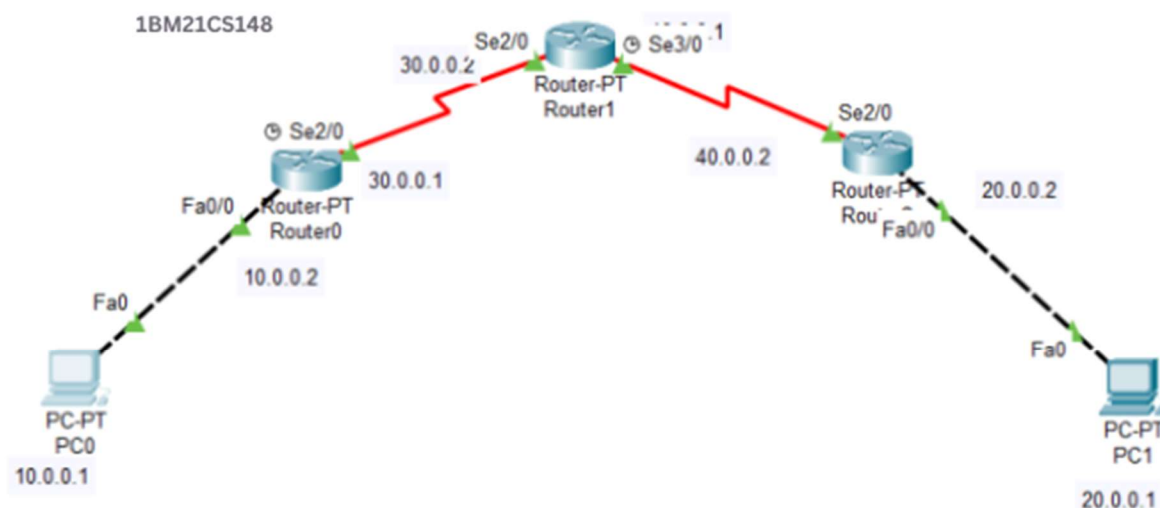 1BM21CS148
Se2/0
Se3/0
30.0.0.2
Router-PT
Router1
Se2/0
Se2/0
40.0.0.2
30.0.0.1
Router-PT
20.0.0.2
Fa0/0
Router-PT
Router0
Fa0/0
10.0.0.2
Fa0
Fa0
PC-PT
PC0
PC-PT
PC1
10.0.0.1
20.0.0.1